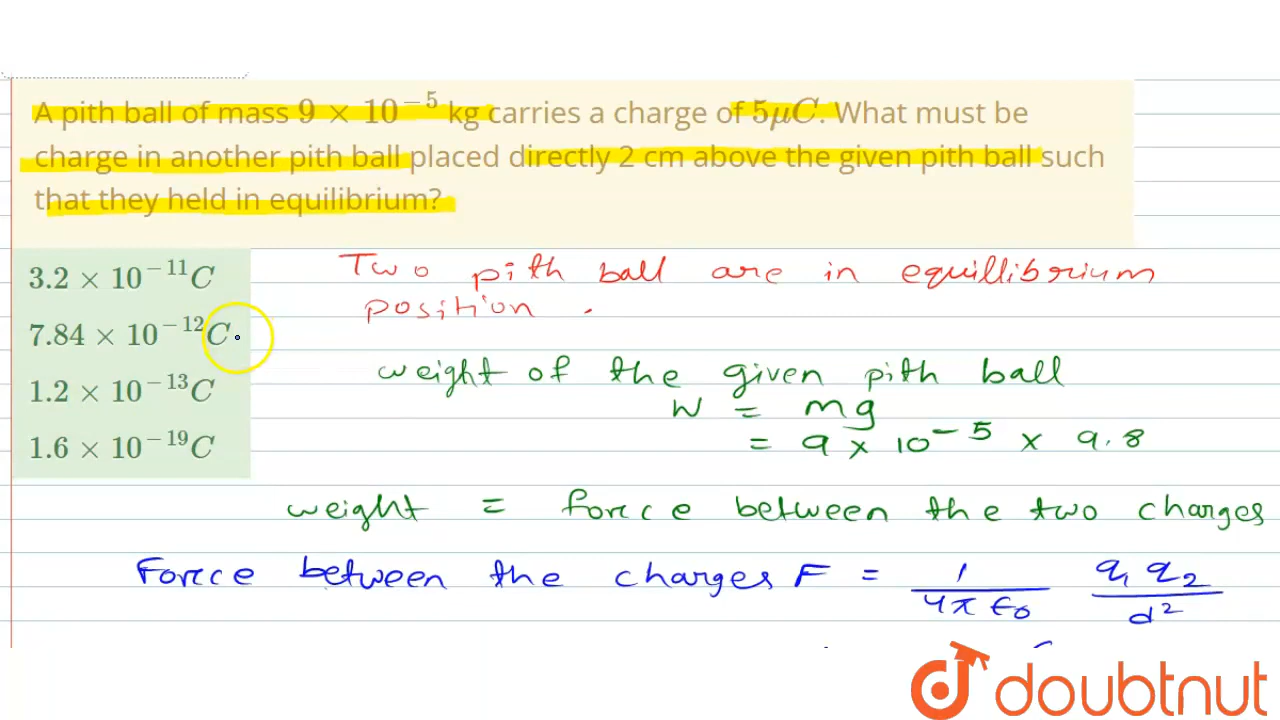 A pith ball of mass 9 × 10⁻⁵ kg carries a charge of 5μC. What must be
charge in another pith ball placed directly 2 cm above the given pith ball such
that they held in equilibrium?
3.2 × 10⁻¹¹C
7.84 × 10⁻¹²C
1.2 × 10⁻¹³C
1.6 × 10⁻¹⁹C
Two pith ball are in equillibrium
position .
weight of the given pith ball
W = mg
= 9 × 10⁻⁵ × 9.8
weight = force between the two charges
Force between the charges F = 1/4π ε₀ q₁ q₂/d²
doubtnut